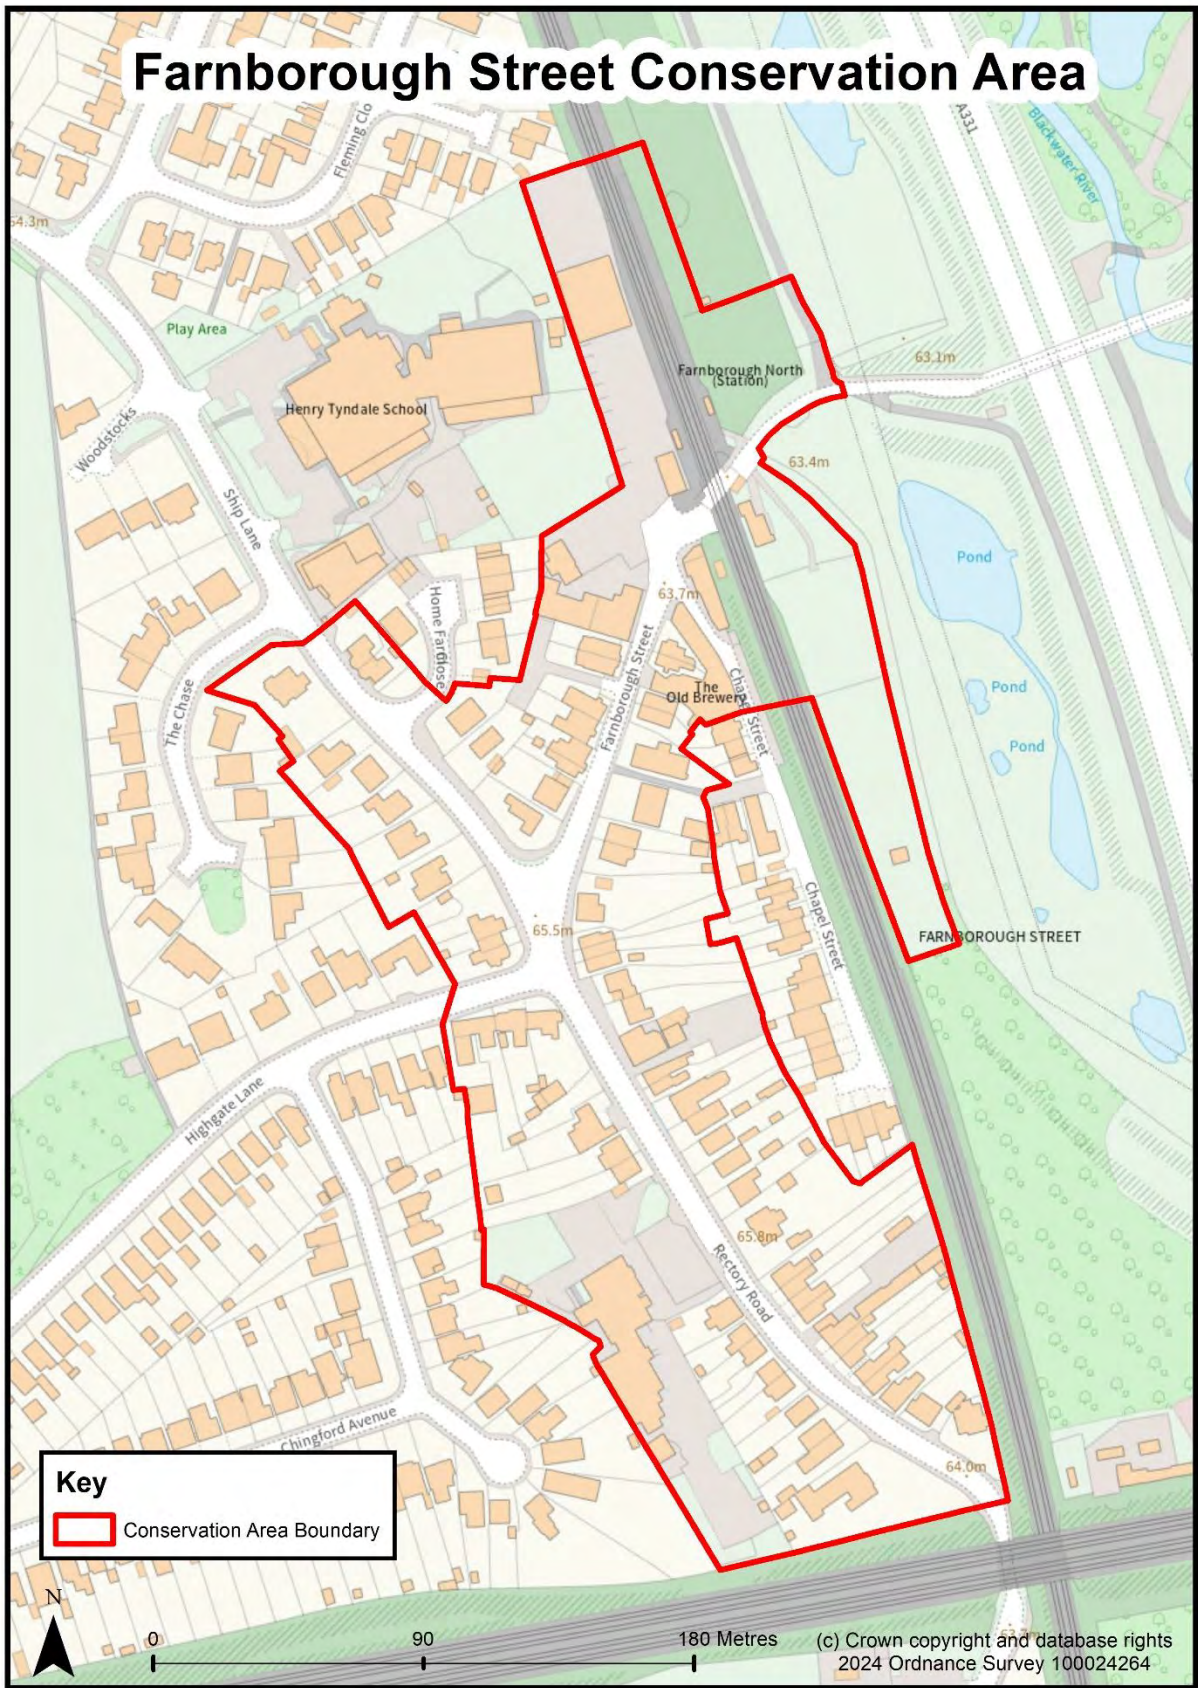 Farnborough Street Conservation Area
Fleming Clo
A331
Blackwater River
54.3m
Play Area
63.1m
Farnborough North
(Station)
Henry Tyndale School
Woodstocks
63.4m
Ship Lane
Pond
Home Far
lose
63.7m
Farnborough Street
The Chase
The
Old Brewery
Chapel Street
Pond
Pond
65.5m
Chapel Street
FARNBOROUGH STREET
Highgate Lane
65.8m
Rectory Road
Chingford Avenue
64.0m
Key
Conservation Area Boundary
N
0
90
180 Metres
(c) Crown copyright and database rights
2024 Ordnance Survey 100024264